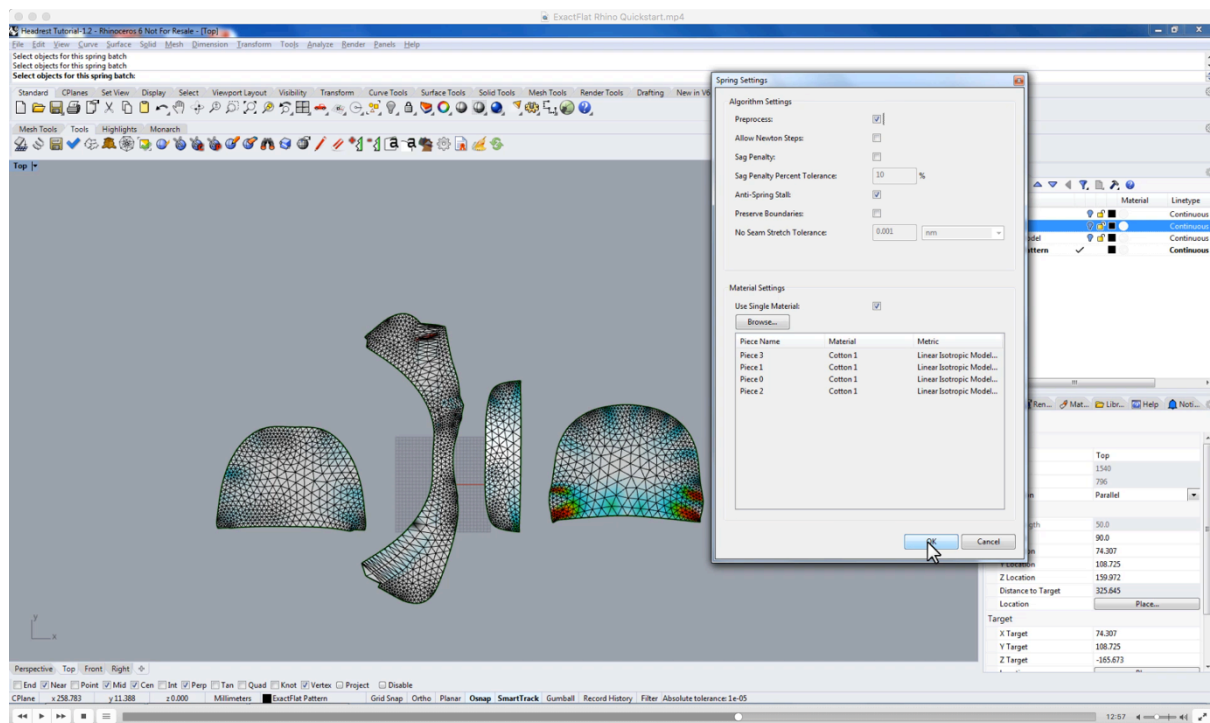 ExactFlat Rhino Quickstart.mp4
Headrest Tutorial-1.2 - Rhinoceros 6 Not For Resale - [Top]
File Edit View Curve Surface Solid Mesh Dimension Transform Tools Analyze Render Panels Help
Select objects for this spring batch
Select objects for this spring batch
Select objects for this spring batch:
Standard CPlanes Set View Display Select Viewport Layout Visibility Transform Curve Tools Surface Tools Solid Tools Mesh Tools Render Tools Drafting New in V6
Mesh Tools Tools Highlights Monarch
Top
Spring Settings
Algorithm Settings
Preprocess:
Allow Newton Steps:
Sag Penalty:
Sag Penalty Percent Tolerance: 10 %
Anti-Spring Stall:
Preserve Boundaries:
No Seam Stretch Tolerance: 0.001 nm
Material Settings
Use Single Material:
Browse...
Piece Name Material Metric
Piece 3 Cotton 1 Linear Isotropic Model...
Piece 1 Cotton 1 Linear Isotropic Model...
Piece 0 Cotton 1 Linear Isotropic Model...
Piece 2 Cotton 1 Linear Isotropic Model...
OK Cancel
Material Linetype
Continuous
Continuous
odel Continuous
attern Continuous
Ren... Mat... Libr... Help Noti...
Top
1540
796
Parallel
50.0
90.0
74.307
Y Location 108.725
Z Location 159.972
Distance to Target 325.645
Location Place...
Target
X Target 74.307
Y Target 108.725
Z Target -165.673
y
x
Perspective Top Front Right
End Near Point Mid Cen Int Perp Tan Quad Knot Vertex Project Disable
CPlane x 258.783 y 11.388 z 0.000 Millimeters ExactFlat Pattern Grid Snap Ortho Planar Osnap SmartTrack Gumball Record History Filter Absolute tolerance: 1e-05
12:57